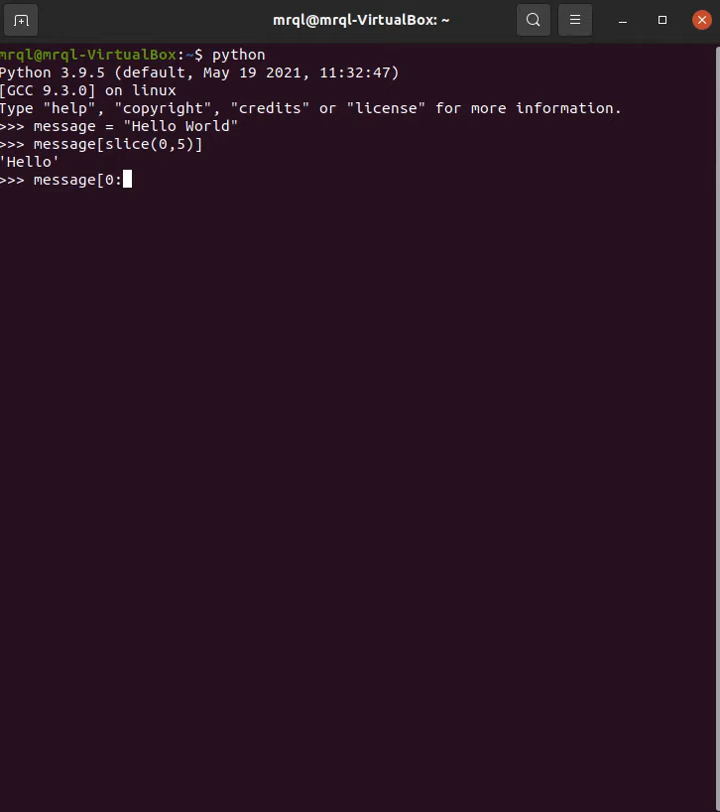 mrql@mrql-VirtualBox: ~
mrql@mrql-VirtualBox:~$ python
Python 3.9.5 (default, May 19 2021, 11:32:47)
[GCC 9.3.0] on linux
Type "help", "copyright", "credits" or "license" for more information.
>>> message = "Hello World"
>>> message[slice(0,5)]
'Hello'
>>> message[0: